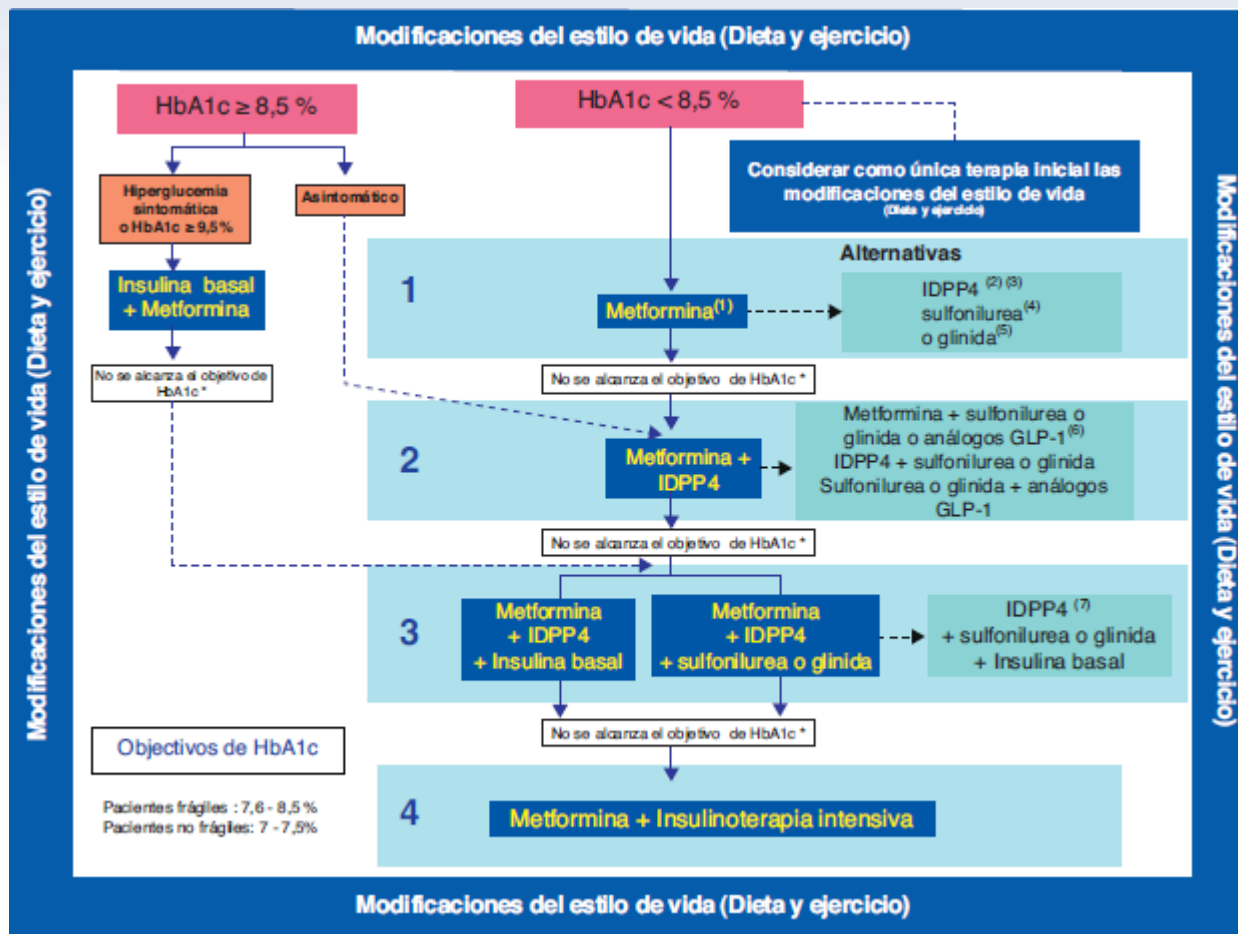 Modificaciones del estilo de vida (Dieta y ejercicio)
Modificaciones del estilo de vida (Dieta y ejercicio)
HbA1c ≥ 8,5 %
HbA1c < 8,5 %
Considerar como única terapia inicial las
modificaciones del estilo de vida
(Dieta y ejercicio)
Hiperglucemia
sintomática
o HbA1c ≥ 9,5%
Asintomático
Insulina basal
+ Metformina
No se alcanza el objetivo de
HbA1c *
1
Metformina(1)
Alternativas
IDPP4 (2) (3)
sulfonilurea(4)
o glinida(5)
No se alcanza el objetivo de HbA1c *
2
Metformina +
IDPP4
Metformina + sulfonilurea o
glinida o análogos GLP-1(6)
IDPP4 + sulfonilurea o glinida
Sulfonilurea o glinida + análogos
GLP-1
No se alcanza el objetivo de HbA1c *
3
Metformina
+ IDPP4
+ Insulina basal
Metformina
+ IDPP4
+ sulfonilurea o glinida
IDPP4 (7)
+ sulfonilurea o glinida
+ Insulina basal
No se alcanza el objetivo de HbA1c *
4
Metformina + Insulinoterapia intensiva
Objectivos de HbA1c
Pacientes frágiles : 7,6 - 8,5 %
Pacientes no frágiles: 7 - 7,5%
Modificaciones del estilo de vida (Dieta y ejercicio)
Modificaciones del estilo de vida (Dieta y ejercicio)